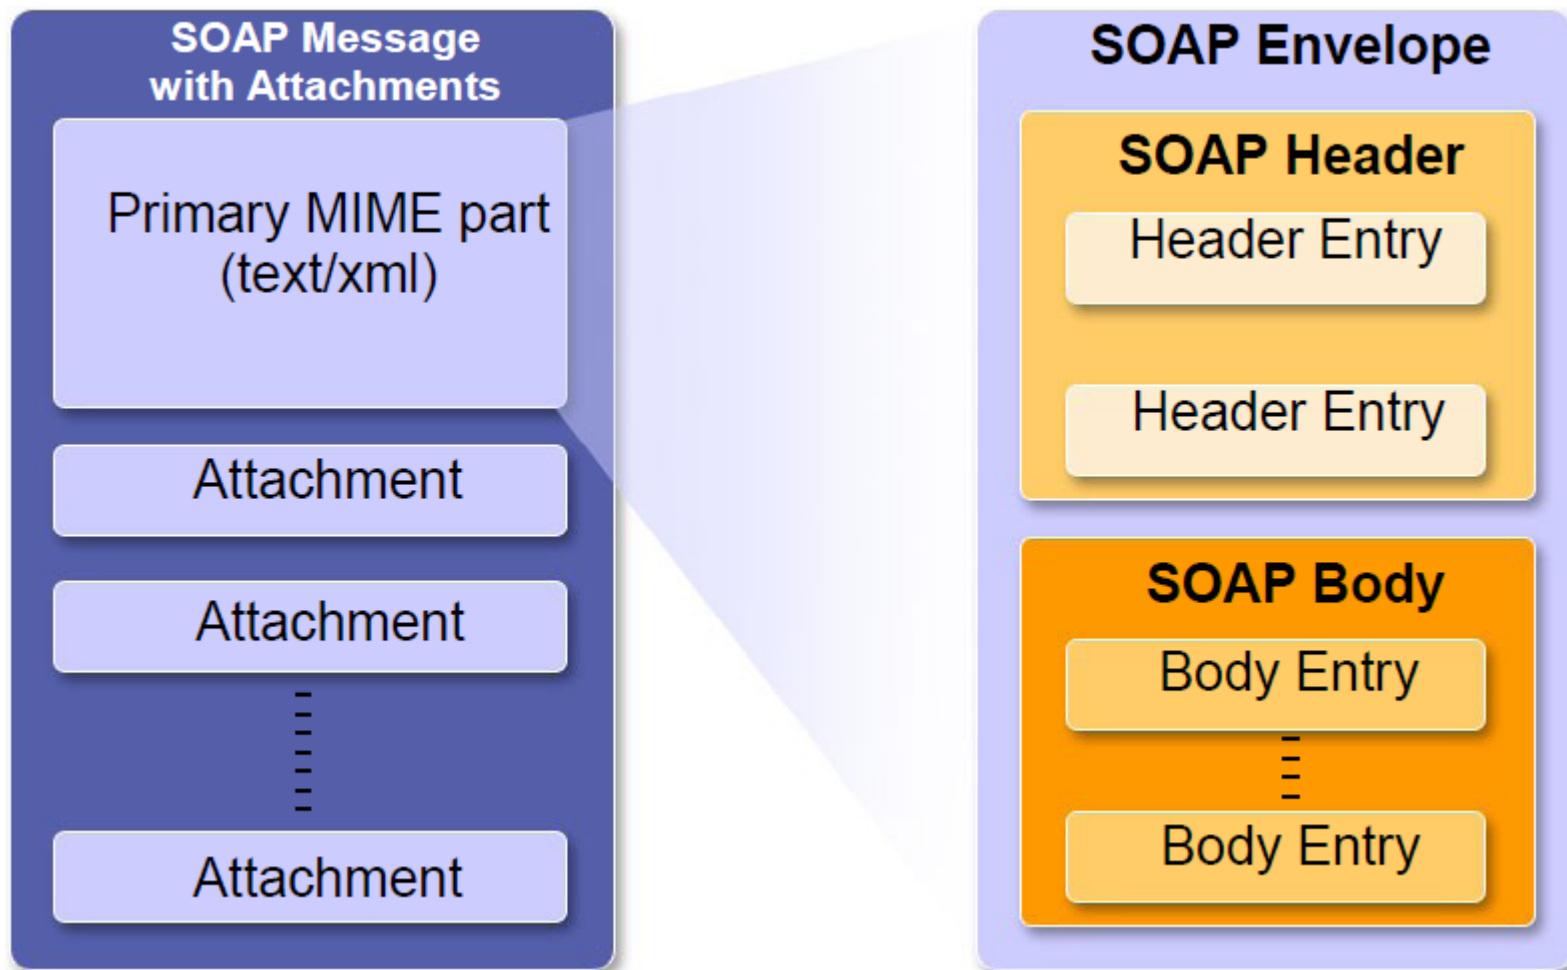 SOAP Message
with Attachments
Primary MIME part
(text/xml)
Attachment
Attachment
Attachment
SOAP Envelope
SOAP Header
Header Entry
Header Entry
SOAP Body
Body Entry
Body Entry